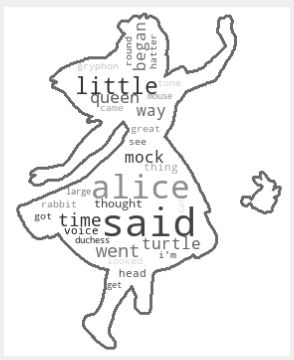 round
began
hatter
gryphon
tone
little
queen
mouse
came
way
great
see
mock
thing
large
alice
rabbit
thought
got
time
said
voice
duchess
went
turtle
i'm
looked
head
get